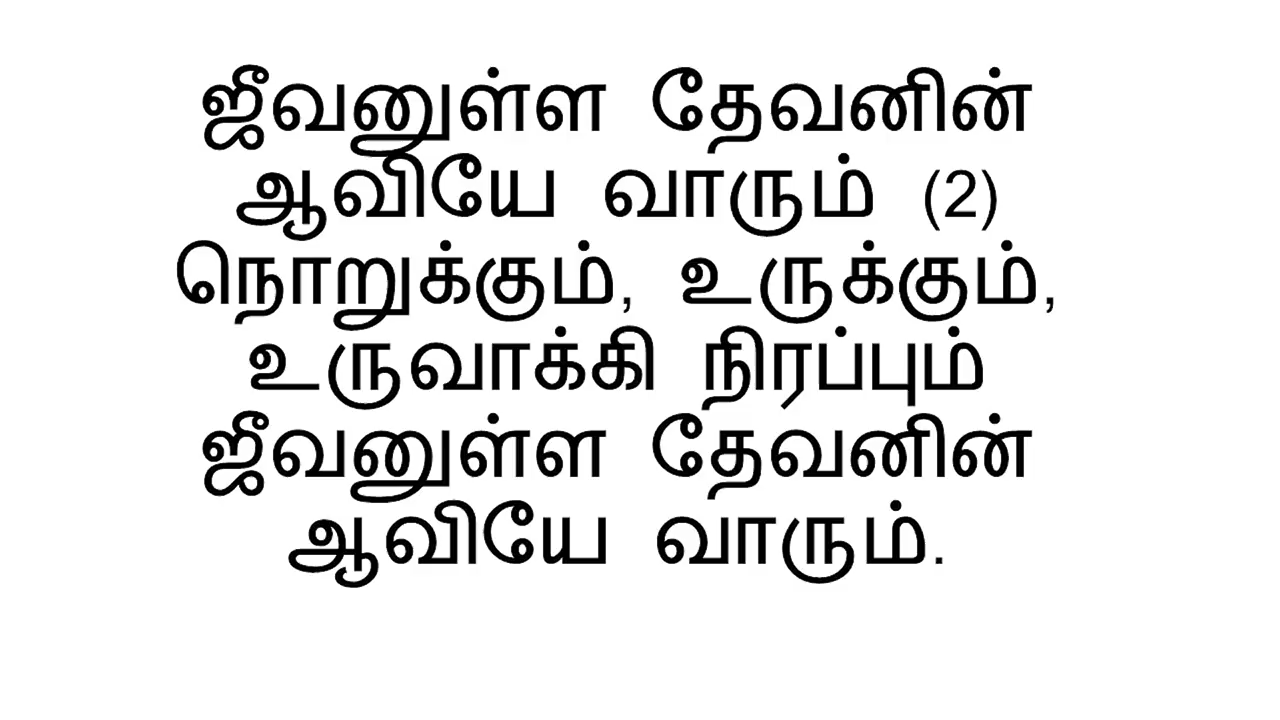 ஜீவனுள்ள தேவனின்
ஆவியே வாரும் (2)
நொறுக்கும், உருக்கும்,
உருவாக்கி நிரப்பும்
ஜீவனுள்ள தேவனின்
ஆவியே வாரும்.